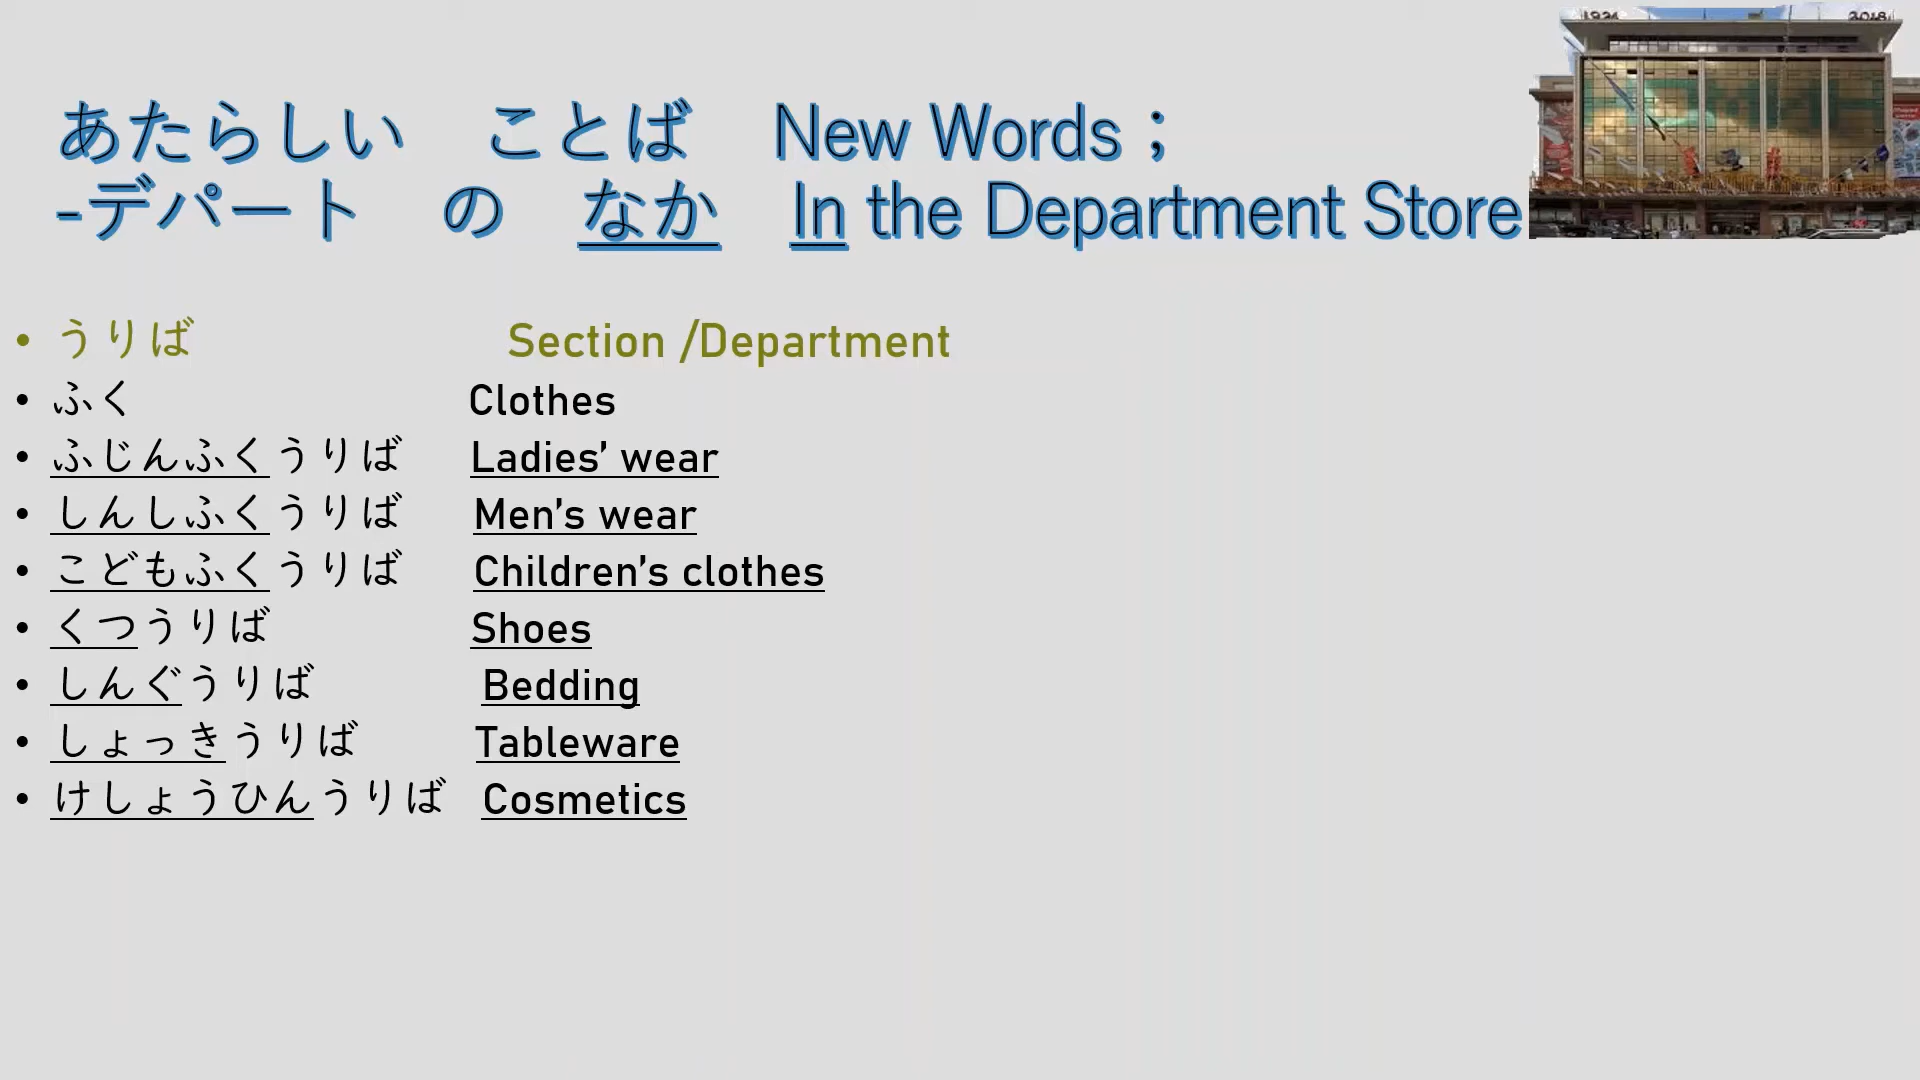 1924 2018
あたらしい　ことば　New Words；
-デパート　の　なか　In the Department Store
• うりば Section /Department
• ふく Clothes
• ふじんふくうりば Ladies’ wear
• しんしふくうりば Men’s wear
• こどもふくうりば Children’s clothes
• くつうりば Shoes
• しんぐうりば Bedding
• しょっきうりば Tableware
• けしょうひんうりば Cosmetics